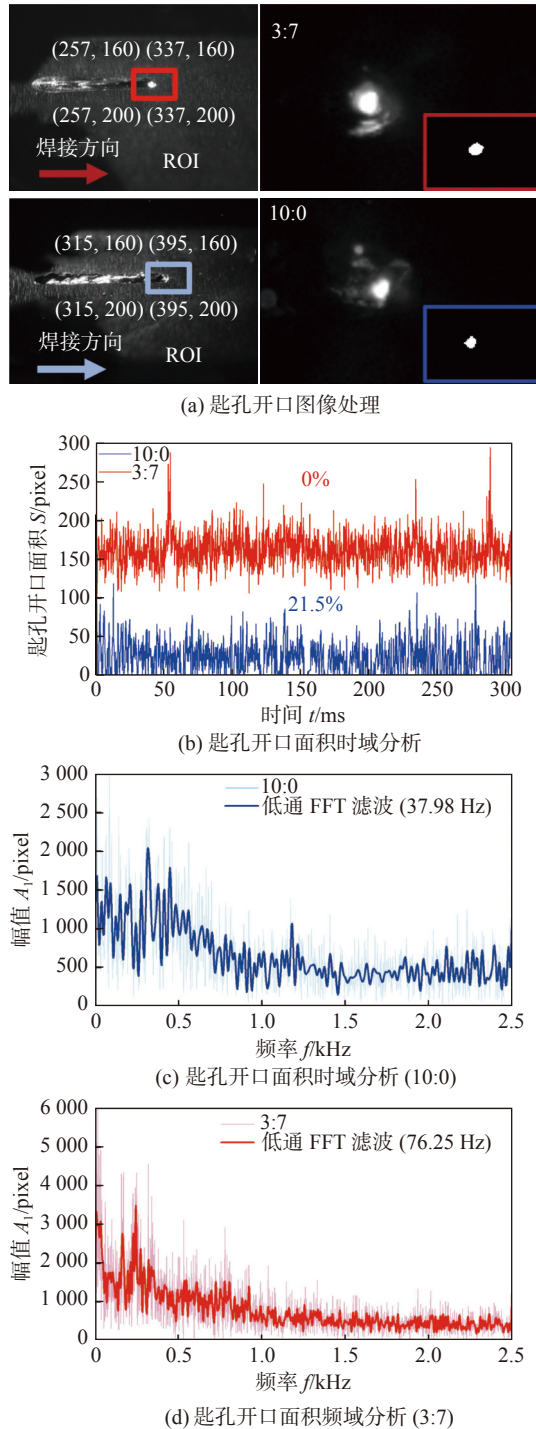 (257, 160) (337, 160)
(257, 200) (337, 200)
焊接方向
ROI
3:7
(315, 160) (395, 160)
(315, 200) (395, 200)
焊接方向
ROI
10:0
(a) 匙孔开口图像处理
300
250
200
150
100
50
0
匙孔开口面积 S/pixel
10:0
3:7
0%
21.5%
0 50 100 150 200 250 300
时间 t/ms
(b) 匙孔开口面积时域分析
3 000
2 500
2 000
1 500
1 000
500
0
幅值 A₁/pixel
10:0
低通 FFT 滤波 (37.98 Hz)
0 0.5 1.0 1.5 2.0 2.5
频率 f/kHz
(c) 匙孔开口面积时域分析 (10:0)
6 000
5 000
4 000
3 000
2 000
1 000
0
幅值 A₁/pixel
3:7
低通 FFT 滤波 (76.25 Hz)
0 0.5 1.0 1.5 2.0 2.5
频率 f/kHz
(d) 匙孔开口面积频域分析 (3:7)